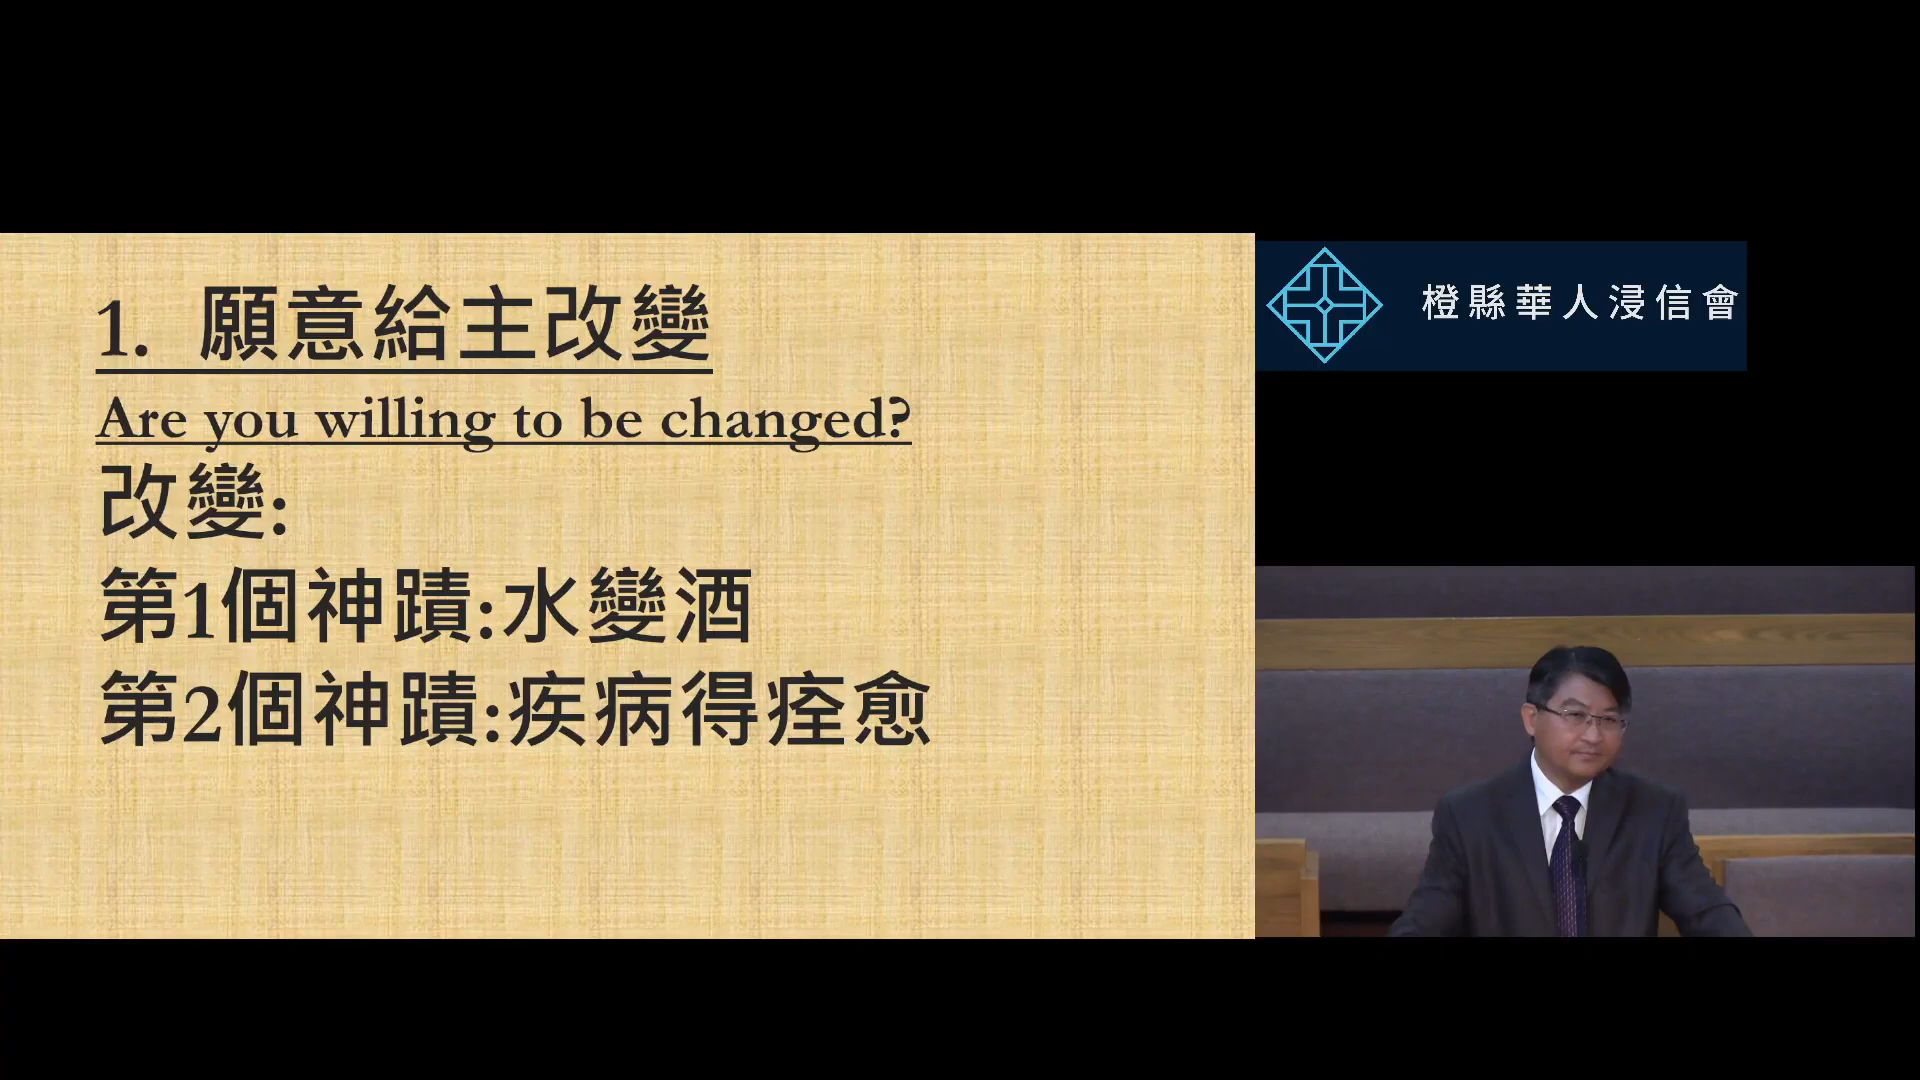 1. 願意給主改變
Are you willing to be changed?
改變:
第1個神蹟:水變酒
第2個神蹟:疾病得痊愈
橙縣華人浸信會